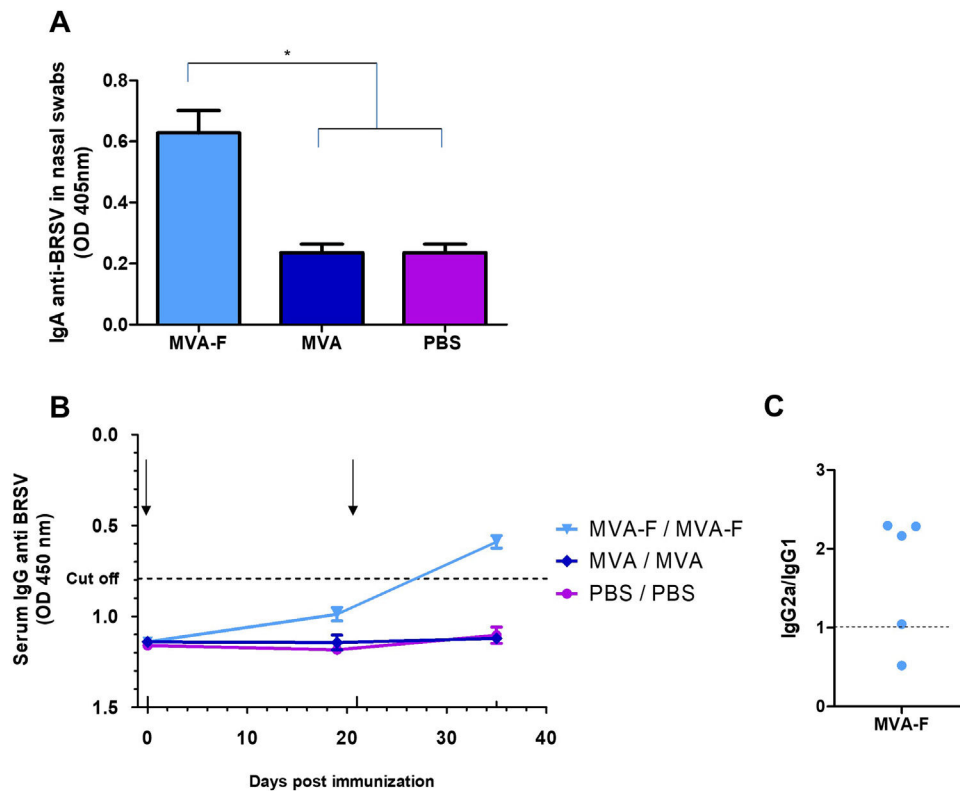 A
IgA anti-BRSV in nasal swabs
(OD 405nm)
0.8
0.6
0.4
0.2
0.0
*
MVA-F
MVA
PBS
B
Serum IgG anti BRSV
(OD 450 nm)
0.0
0.5
Cut off
1.0
1.5
0
20
40
Days post immunization
MVA-F / MVA-F
MVA / MVA
PBS / PBS
C
IgG2a/IgG1
3
2
1
0
MVA-F